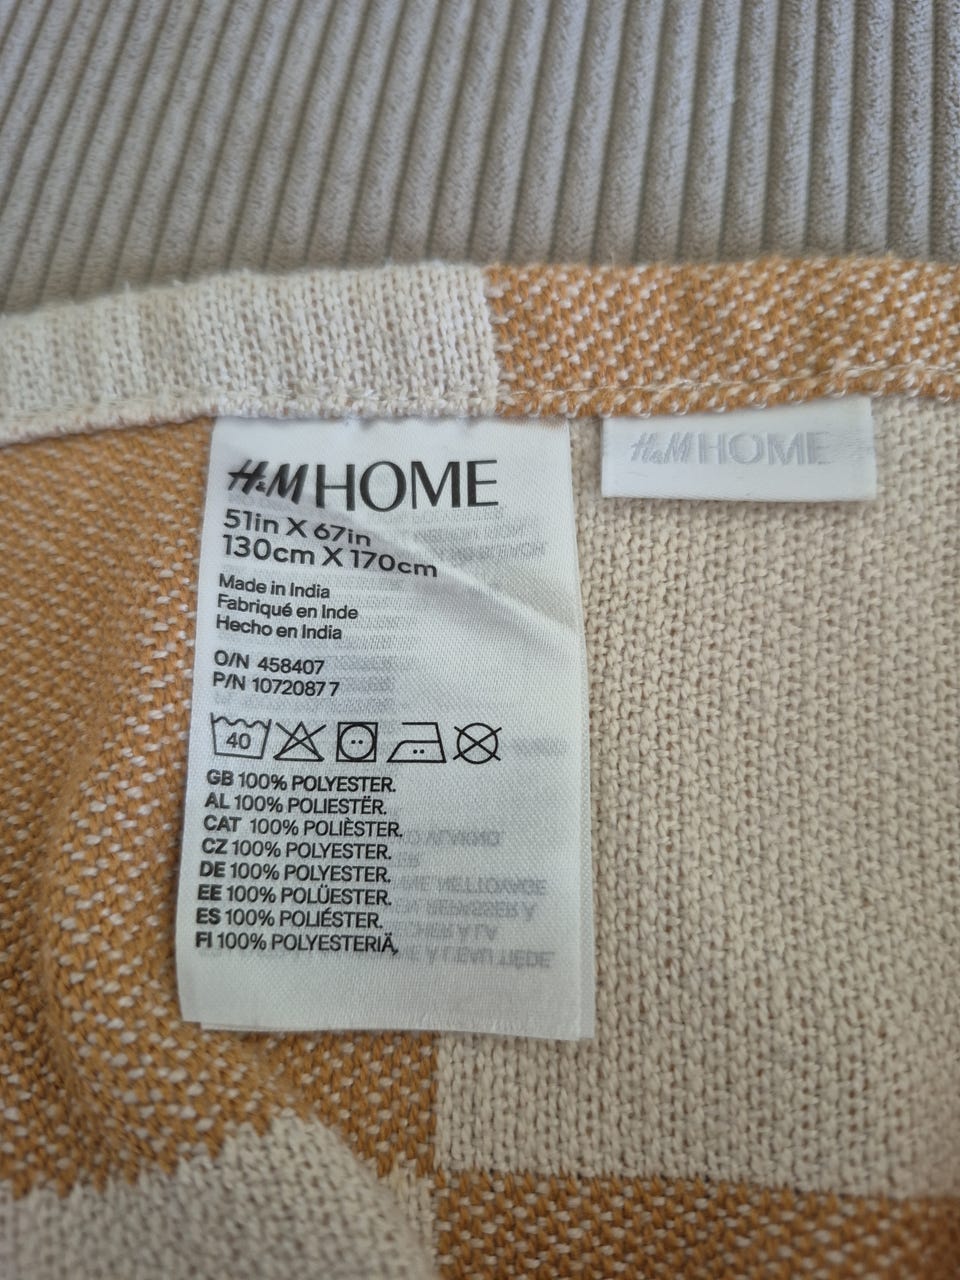 H&M HOME
51in X 67in
130cm X 170cm
Made in India
Fabriqué en Inde
Hecho en India
O/N 458407
P/N 1072087 7
40
GB 100% POLYESTER.
AL 100% POLIESTËR.
CAT 100% POLIÈSTER.
CZ 100% POLYESTER.
DE 100% POLYESTER.
EE 100% POLÜESTER.
ES 100% POLIÉSTER.
FI 100% POLYESTERIÄ,
H&M HOME